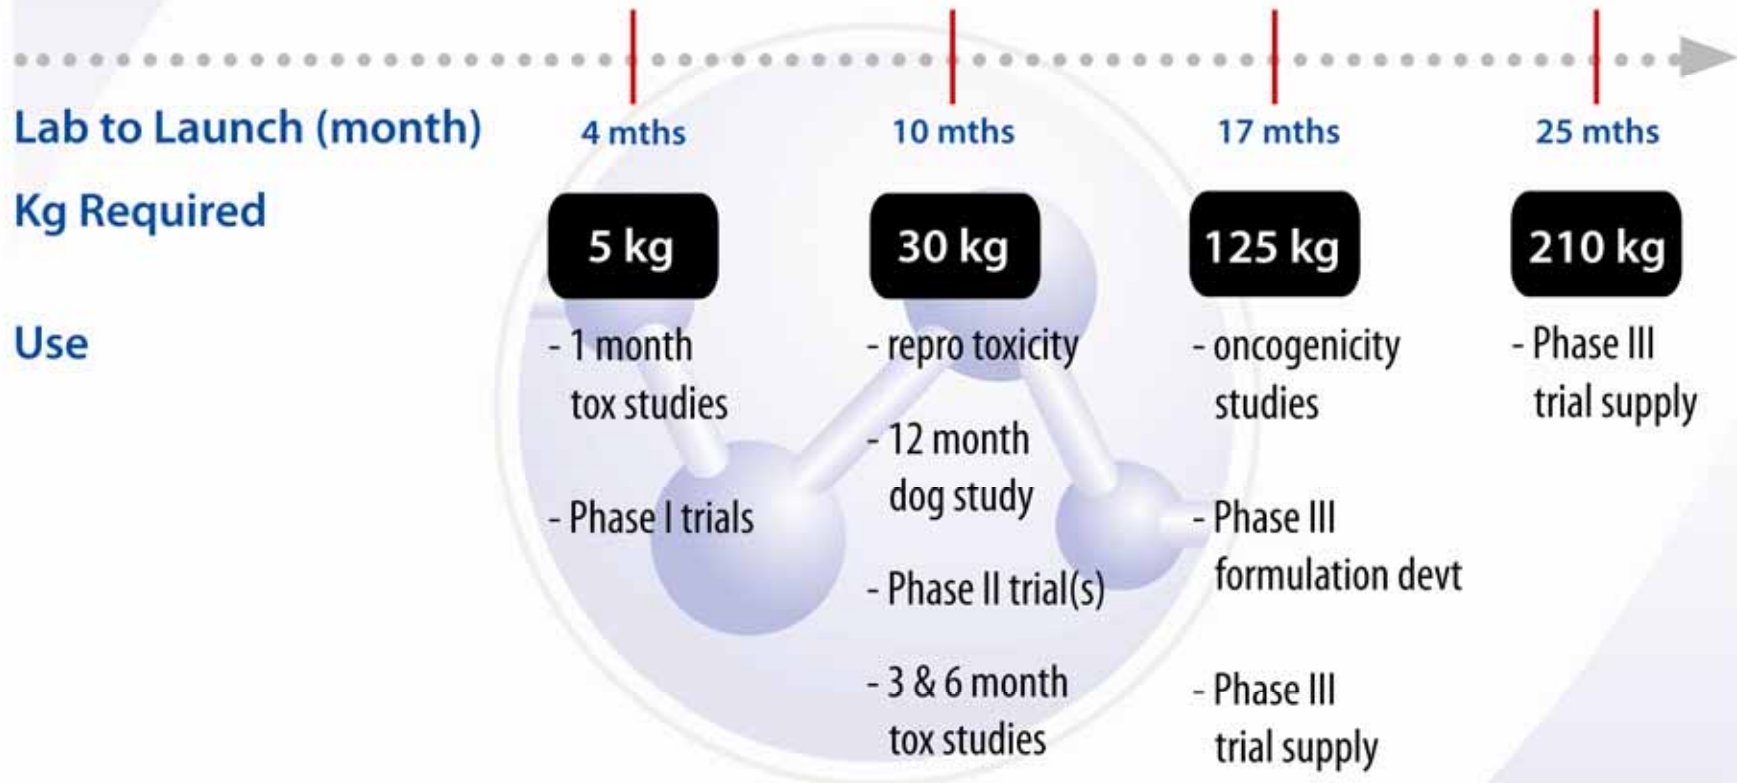 Lab to Launch (month)
4 mths
10 mths
17 mths
25 mths
Kg Required
5 kg
30 kg
125 kg
210 kg
Use
- 1 month
tox studies
- Phase I trials
- repro toxicity
- 12 month
dog study
- Phase II trial(s)
- 3 & 6 month
tox studies
- oncogenicity
studies
- Phase III
formulation devt
- Phase III
trial supply
- Phase III
trial supply